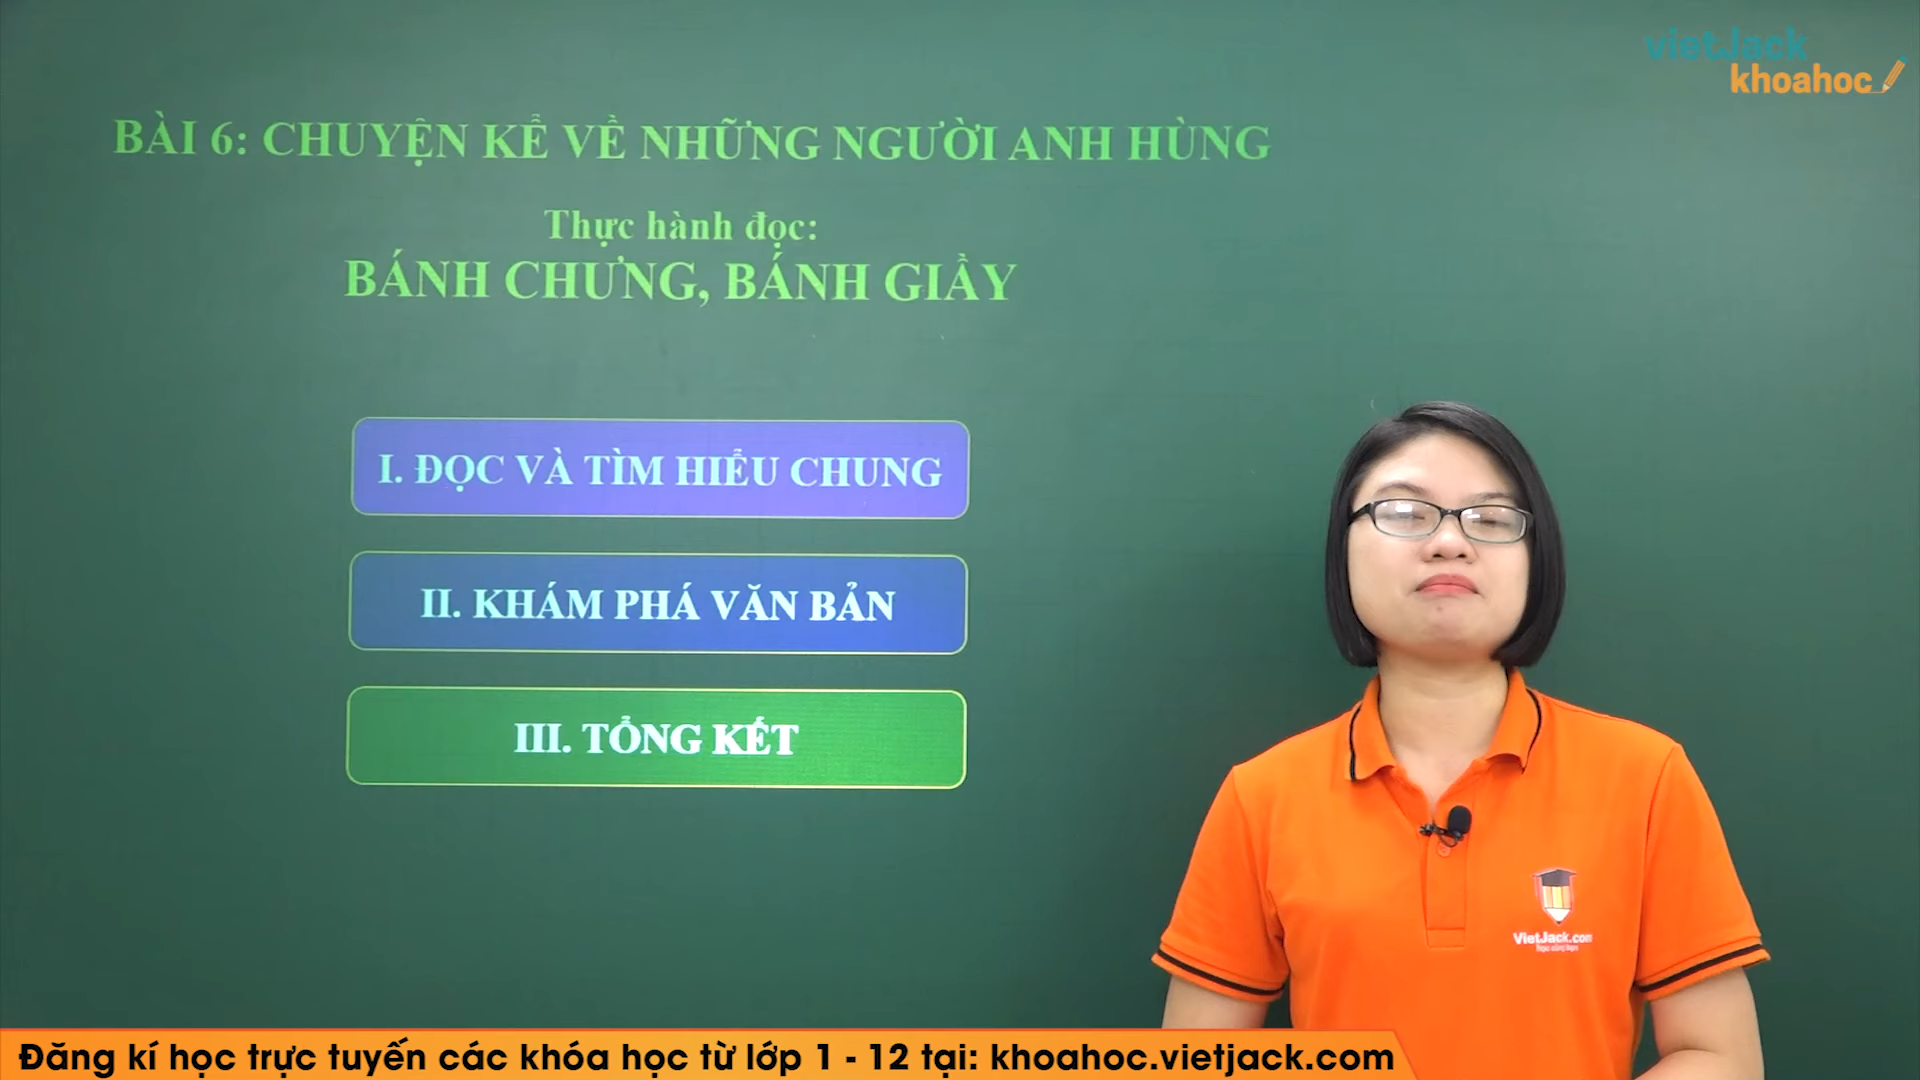 vietJack
khoahoc
BÀI 6: CHUYỆN KỂ VỀ NHỮNG NGƯỜI ANH HÙNG
Thực hành đọc:
BÁNH CHƯNG, BÁNH GIẦY
I. ĐỌC VÀ TÌM HIỂU CHUNG
II. KHÁM PHÁ VĂN BẢN
III. TỔNG KẾT
VietJack.com
Đăng kí học trực tuyến các khóa học từ lớp 1 - 12 tại: khoahoc.vietjack.com